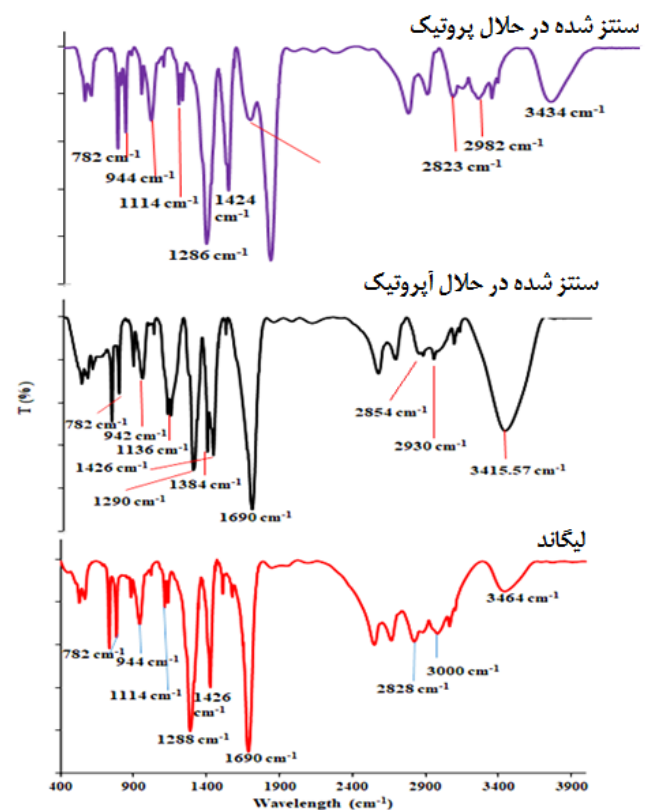 سنتز شده در حلال پروتیک
3434 cm-1
2982 cm-1
2823 cm-1
782 cm-1
944 cm-1
1114 cm-1
1424
cm-1
1286 cm-1
سنتز شده در حلال آپروتیک
T (%)
782 cm-1
942 cm-1
1136 cm-1
1426 cm-1
1384 cm-1
1290 cm-1
1690 cm-1
2854 cm-1
2930 cm-1
3415.57 cm-1
لیگاند
3464 cm-1
782 cm-1
944 cm-1
1114 cm-1
1426
cm-1
1288 cm-1
1690 cm-1
3000 cm-1
2828 cm-1
400 900 1400 1900 2400 2900 3400 3900
Wavelength (cm-1)